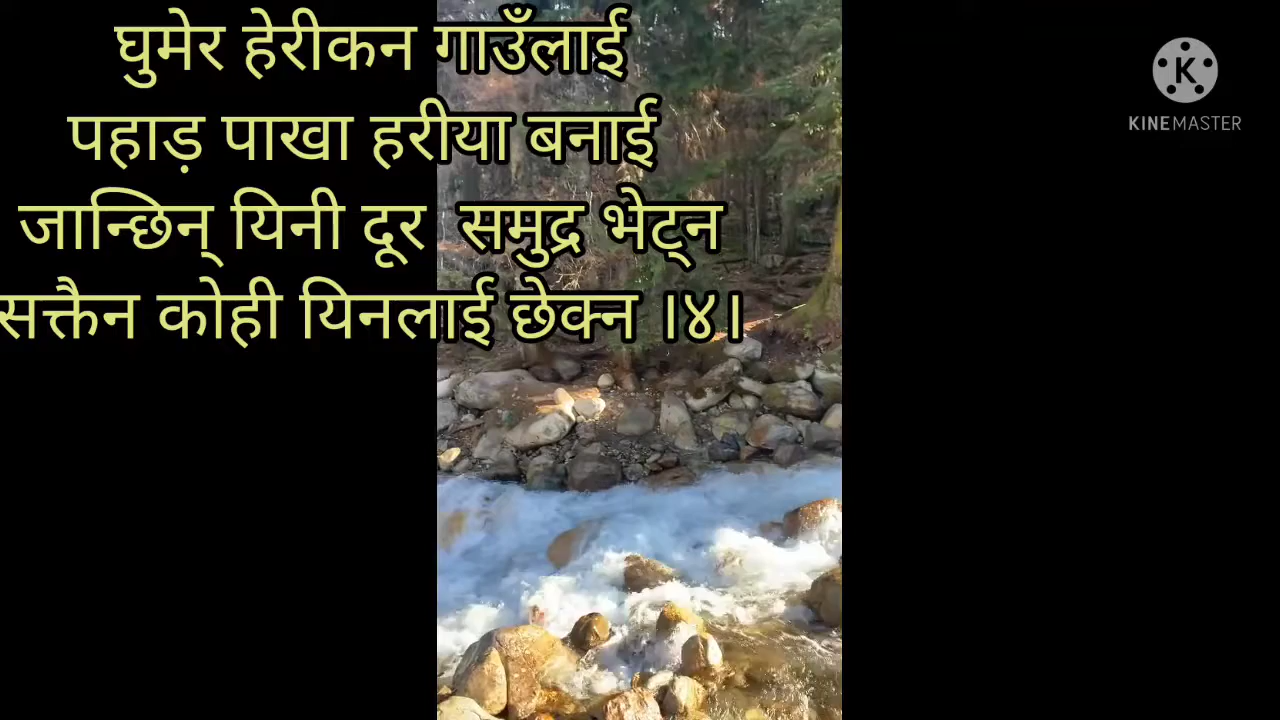 घुमेर हेरीकन गाउँलाई
पहाड़ पाखा हरीया बनाई
जान्छिन् यिनी दूर समुद्र भेट्न
सक्तैन कोही यिनलाई छेक्न ।४।
KINEMASTER